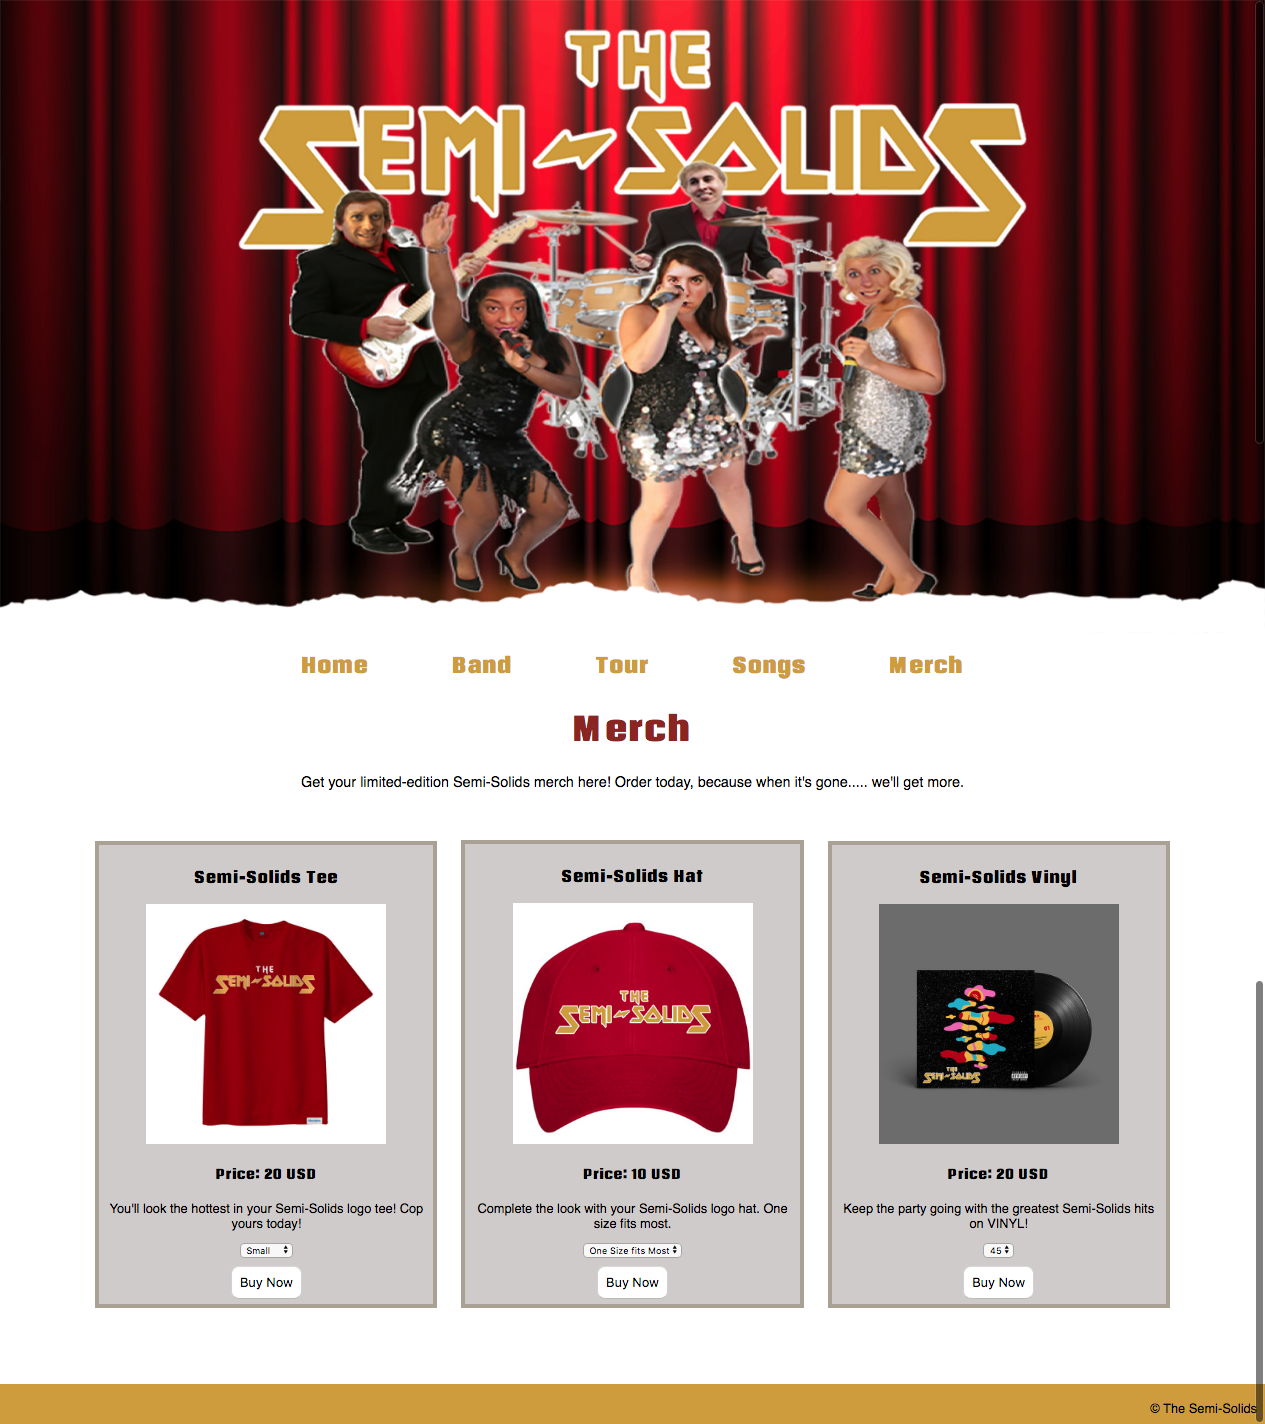 THE
SEMI-SOLIDS
Home Band Tour Songs Merch
Merch
Get your limited-edition Semi-Solids merch here! Order today, because when it's gone..... we'll get more.
Semi-Solids Tee
THE
SEMI-SOLIDS
Price: 20 USD
You'll look the hottest in your Semi-Solids logo tee! Cop
yours today!
Small
Buy Now
Semi-Solids Hat
THE
SEMI-SOLIDS
Price: 10 USD
Complete the look with your Semi-Solids logo hat. One
size fits most.
One Size fits Most
Buy Now
Semi-Solids Vinyl
THE
SEMI-SOLIDS
Price: 20 USD
Keep the party going with the greatest Semi-Solids hits
on VINYL!
45
Buy Now
© The Semi-Solids